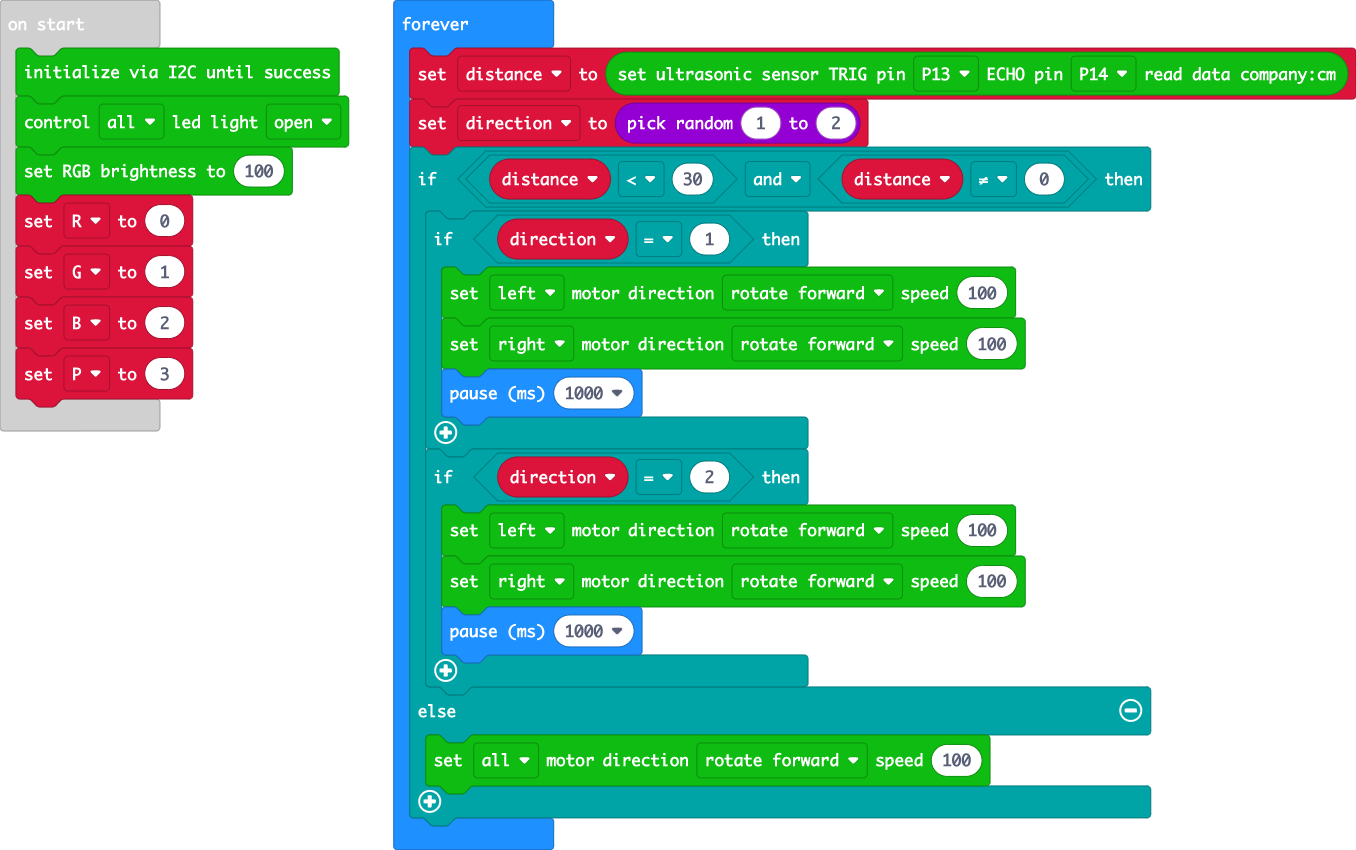 on start
initialize via I2C until success
control all led light open
set RGB brightness to 100
set R to 0
set G to 1
set B to 2
set P to 3
forever
set distance to set ultrasonic sensor TRIG pin P13 ECHO pin P14 read data company:cm
set direction to pick random 1 to 2
if distance < 30 and distance ≠ 0 then
if direction = 1 then
set left motor direction rotate forward speed 100
set right motor direction rotate forward speed 100
pause (ms) 1000
if direction = 2 then
set left motor direction rotate forward speed 100
set right motor direction rotate forward speed 100
pause (ms) 1000
else
set all motor direction rotate forward speed 100